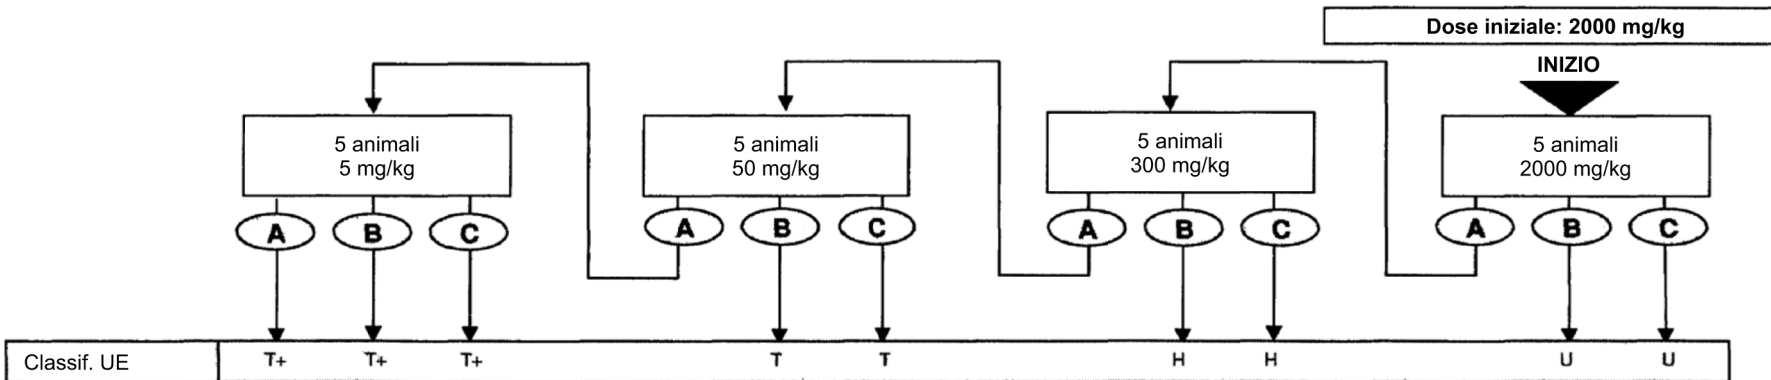 Dose iniziale: 2000 mg/kg
INIZIO
5 animali
5 mg/kg
5 animali
50 mg/kg
5 animali
300 mg/kg
5 animali
2000 mg/kg
A B C A B C A B C A B C
Classif. UE T+ T+ T+ T T H H U U